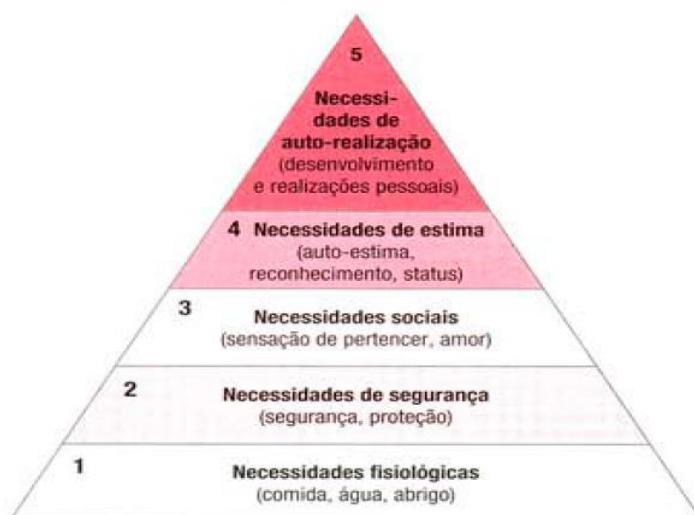 5
Necessi-
dades de
auto-realização
(desenvolvimento
e realizações pessoais)
4 Necessidades de estima
(auto-estima,
reconhecimento, status)
3
Necessidades sociais
(sensação de pertencer, amor)
2
Necessidades de segurança
(segurança, proteção)
1
Necessidades fisiológicas
(comida, água, abrigo)